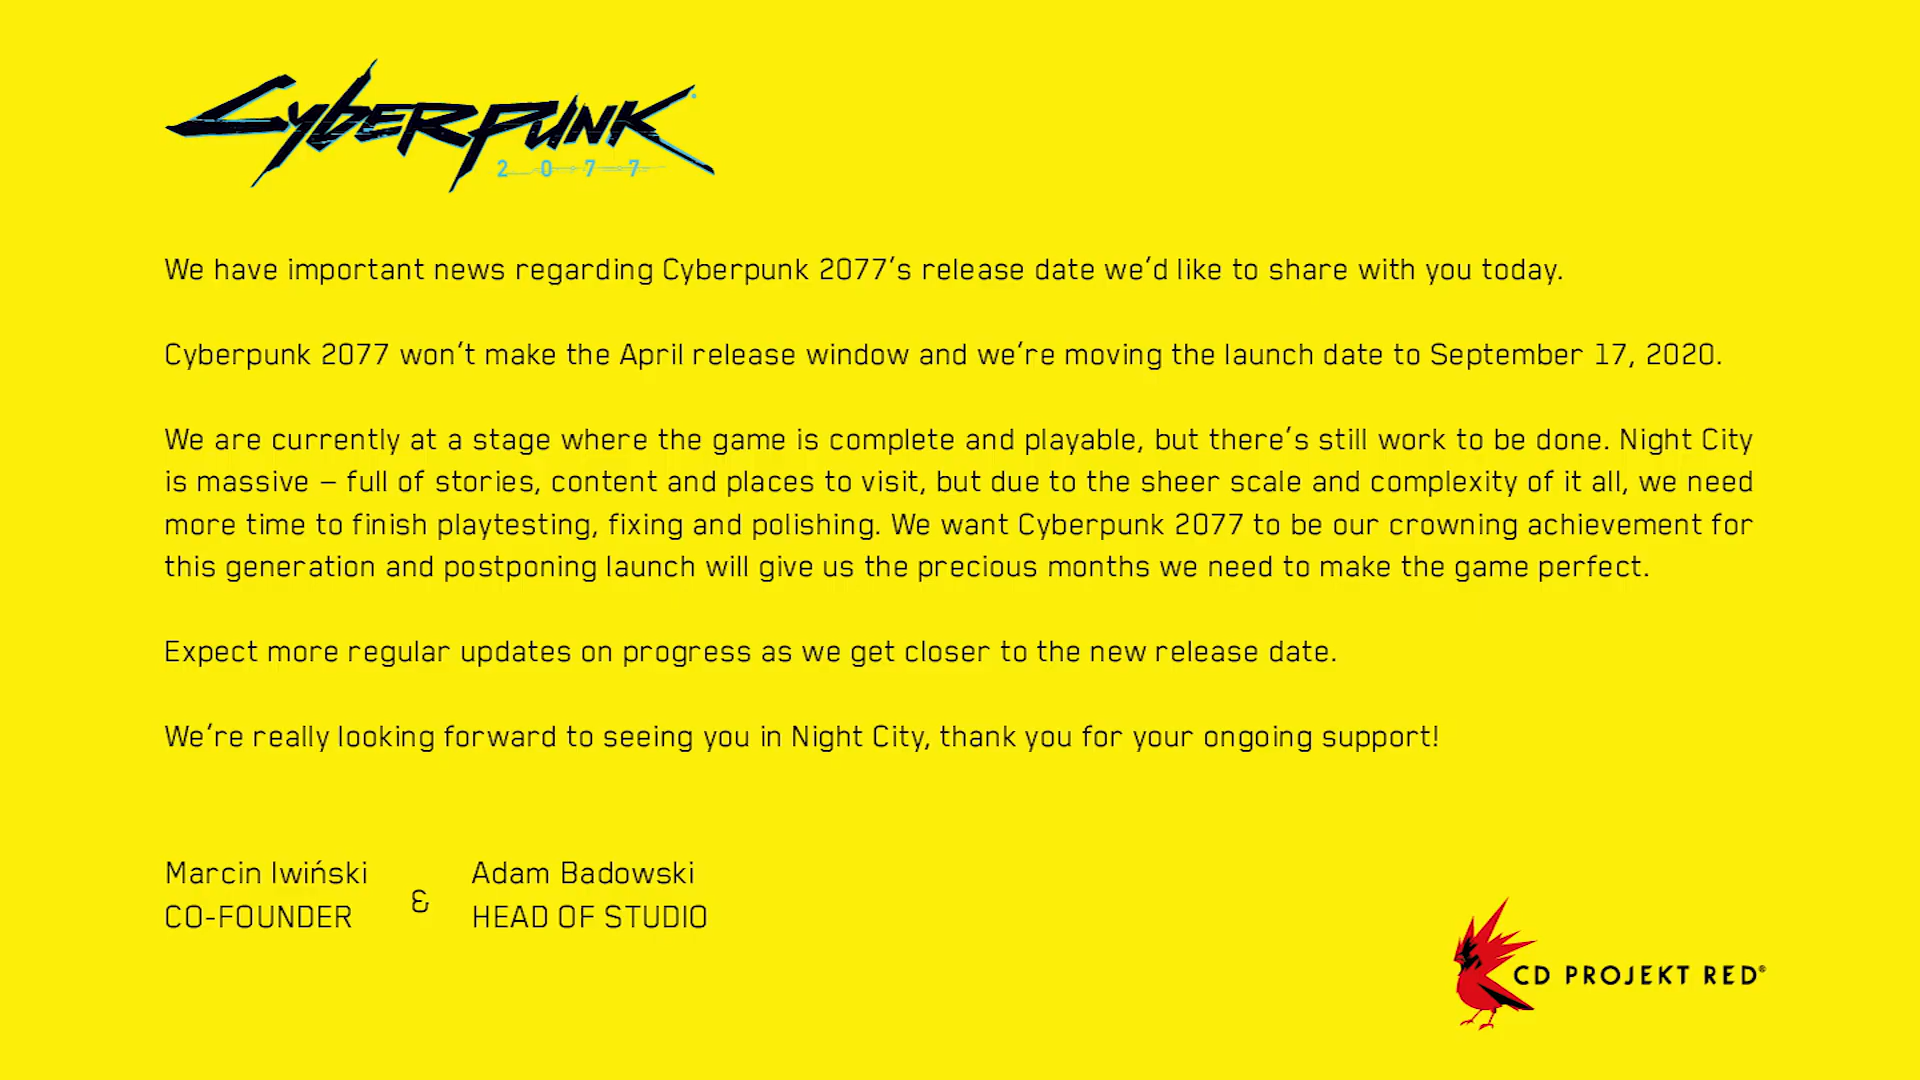 Cyberpunk
2077
We have important news regarding Cyberpunk 2077’s release date we’d like to share with you today.
Cyberpunk 2077 won’t make the April release window and we’re moving the launch date to September 17, 2020.
We are currently at a stage where the game is complete and playable, but there’s still work to be done. Night City
is massive – full of stories, content and places to visit, but due to the sheer scale and complexity of it all, we need
more time to finish playtesting, fixing and polishing. We want Cyberpunk 2077 to be our crowning achievement for
this generation and postponing launch will give us the precious months we need to make the game perfect.
Expect more regular updates on progress as we get closer to the new release date.
We’re really looking forward to seeing you in Night City, thank you for your ongoing support!
Marcin Iwiński
CO-FOUNDER
&
Adam Badowski
HEAD OF STUDIO
CD PROJEKT RED®